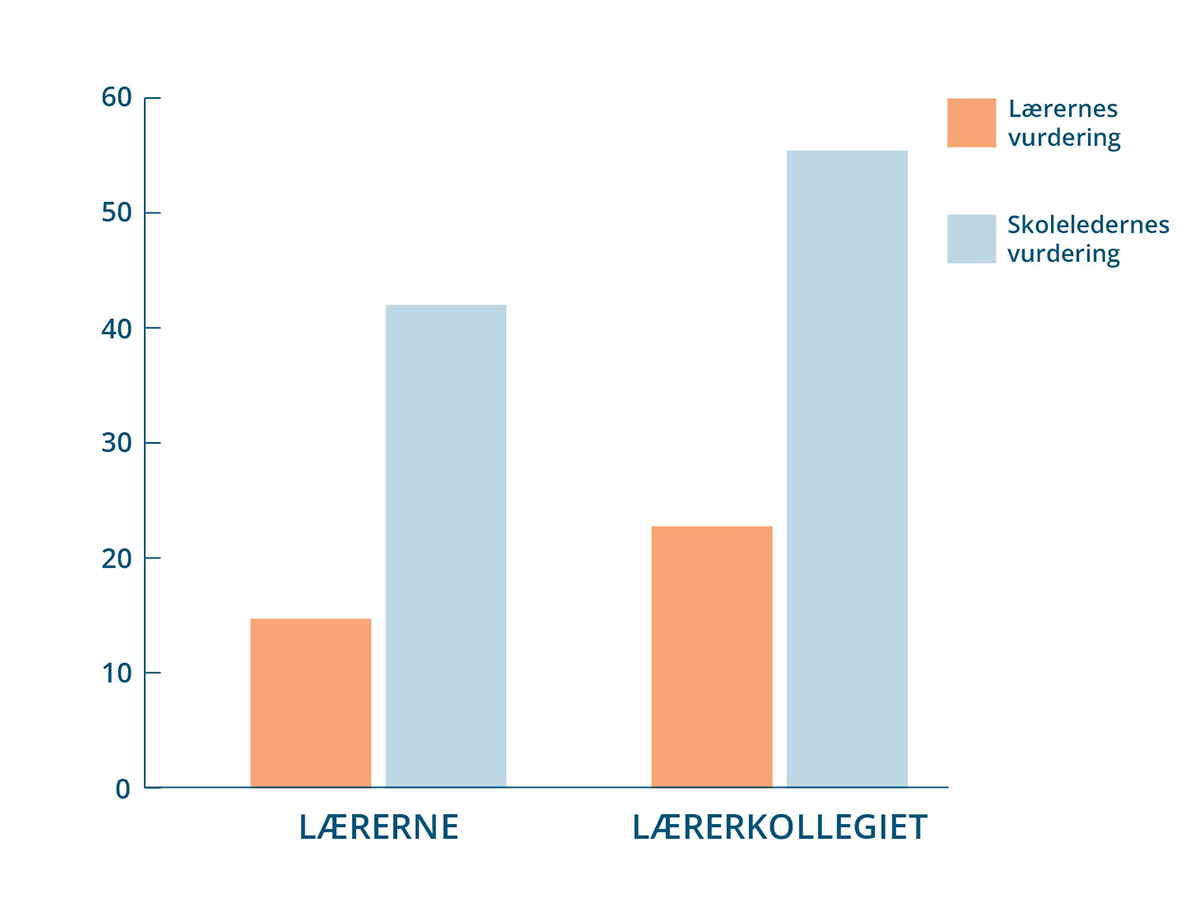 60
50
40
30
20
10
0
LÆRERNE
LÆRERKOLLEGIET
Lærernes
vurdering
Skoleledernes
vurdering